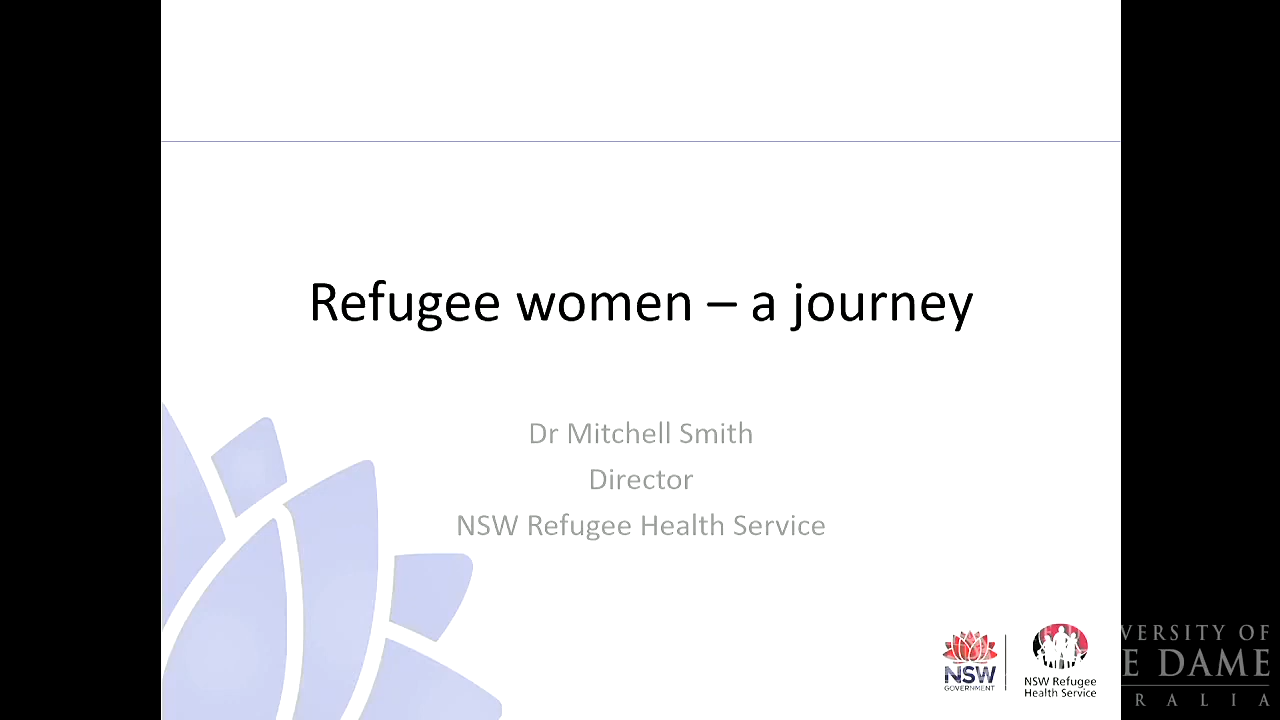 Refugee women – a journey
Dr Mitchell Smith
Director
NSW Refugee Health Service
NSW
GOVERNMENT
NSW Refugee
Health Service
VERSITY OF
E DAME
RALIA